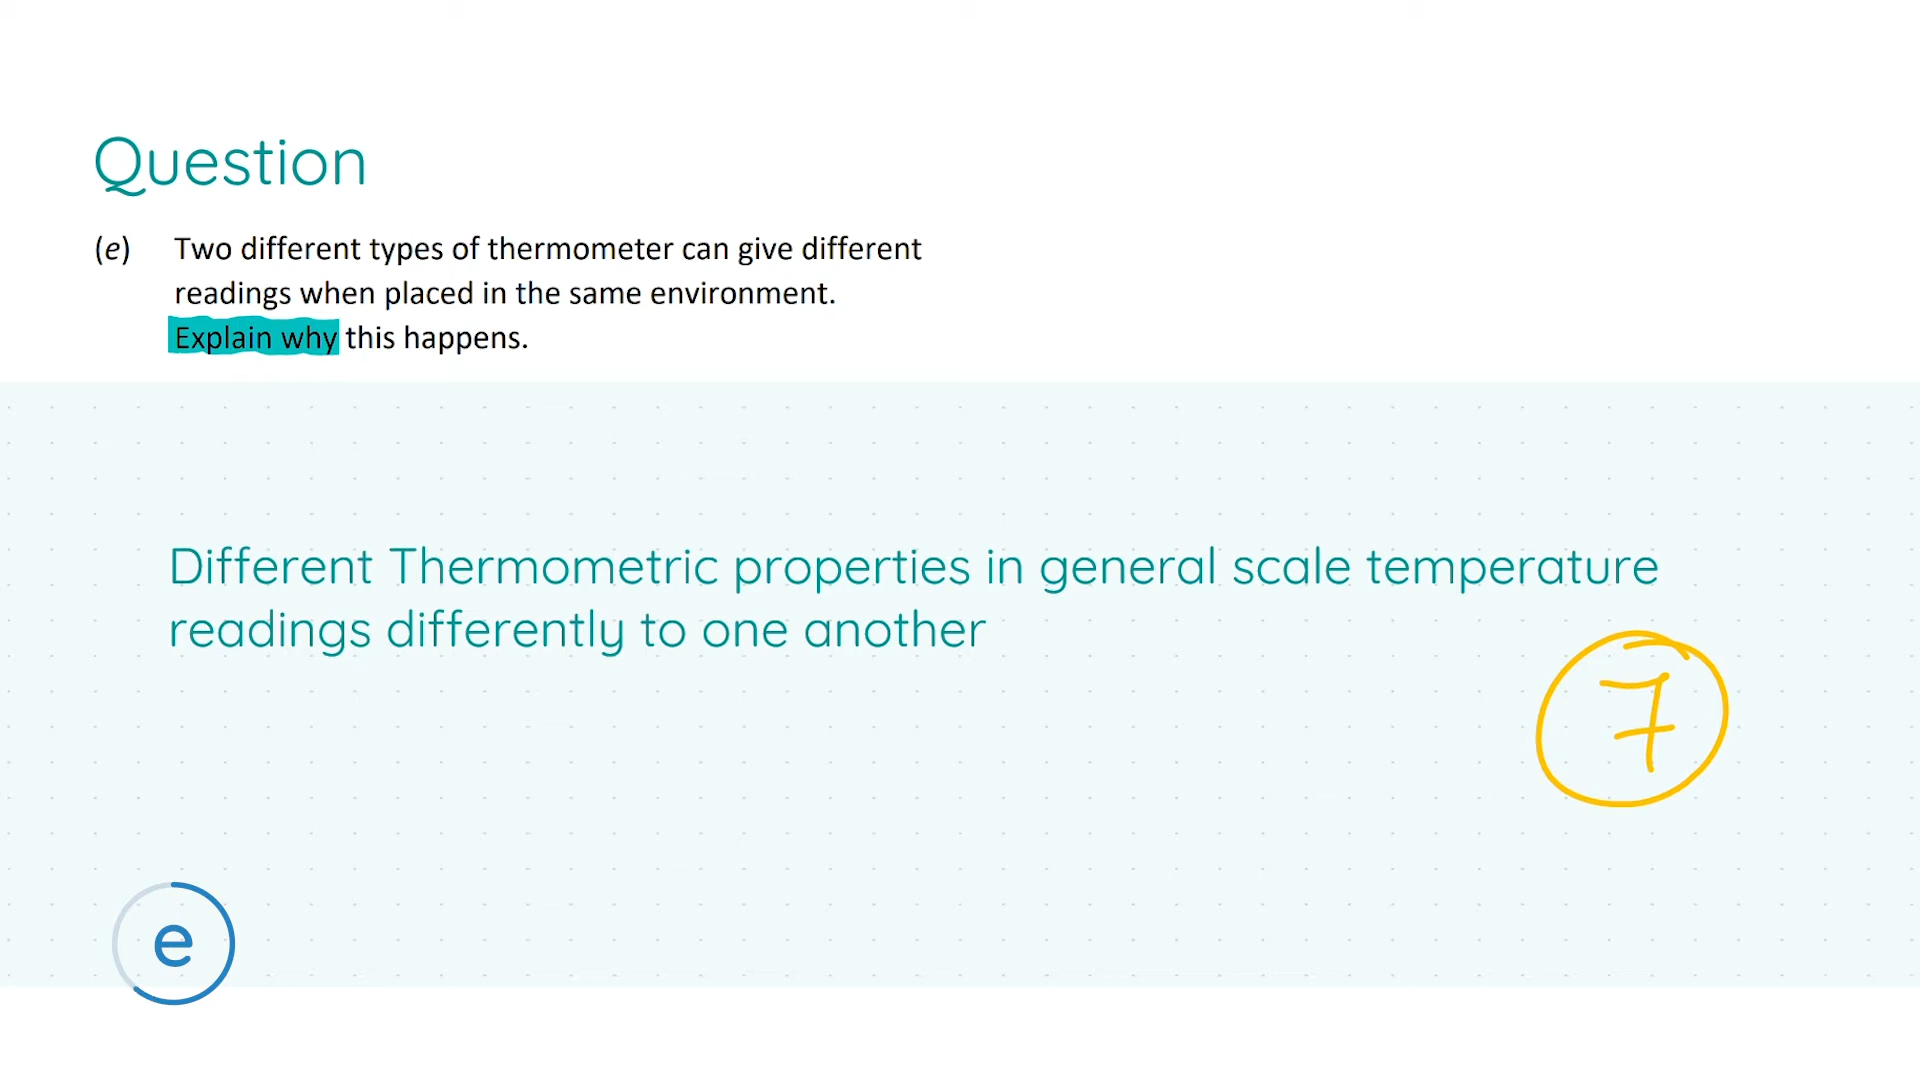 Question
(e) Two different types of thermometer can give different
readings when placed in the same environment.
Explain why this happens.
Different Thermometric properties in general scale temperature
readings differently to one another
7
e